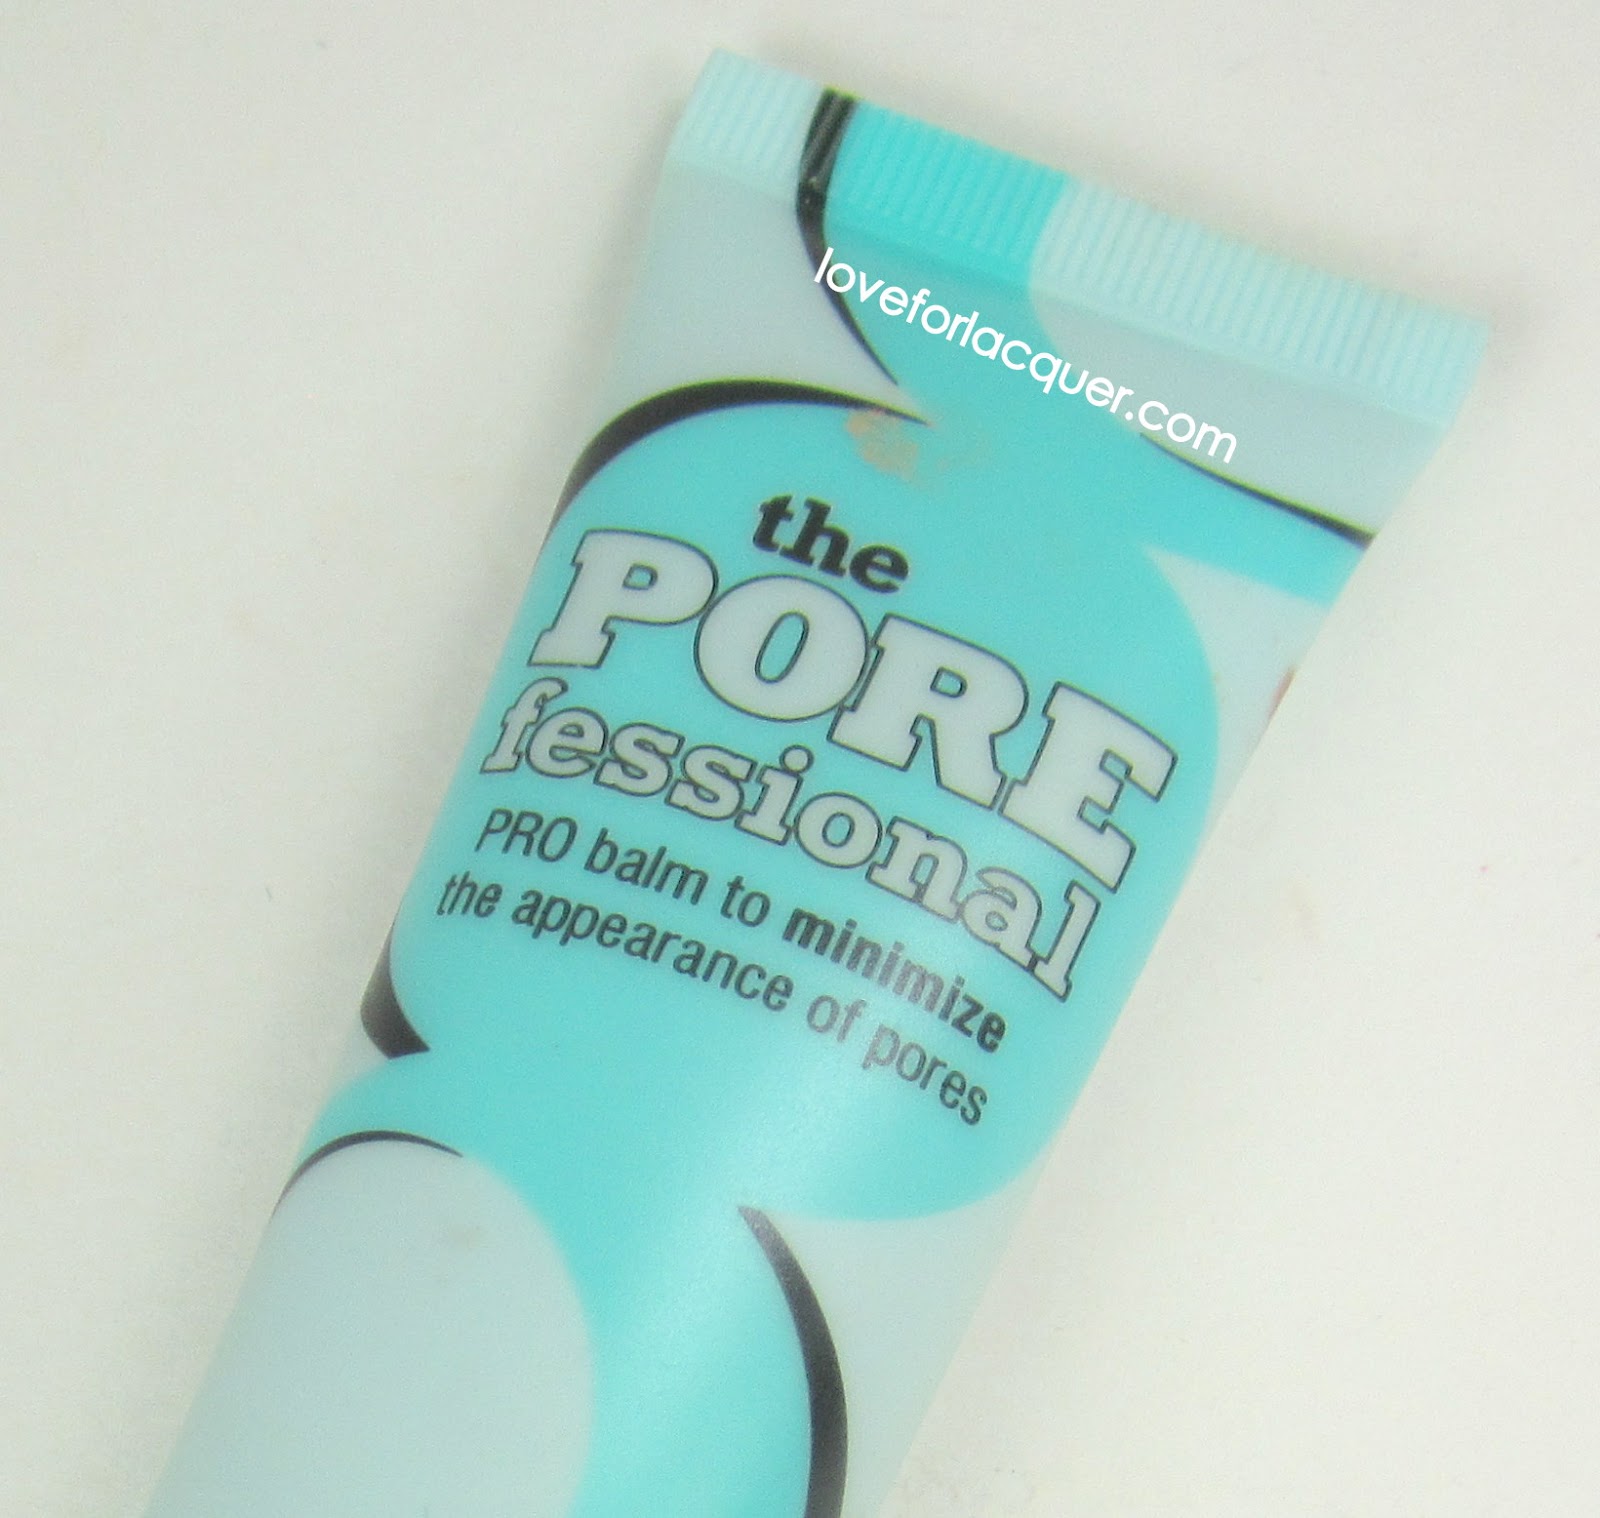 loveforlacquer.com
the
PORE
fessional
PRO balm to minimize
the appearance of pores